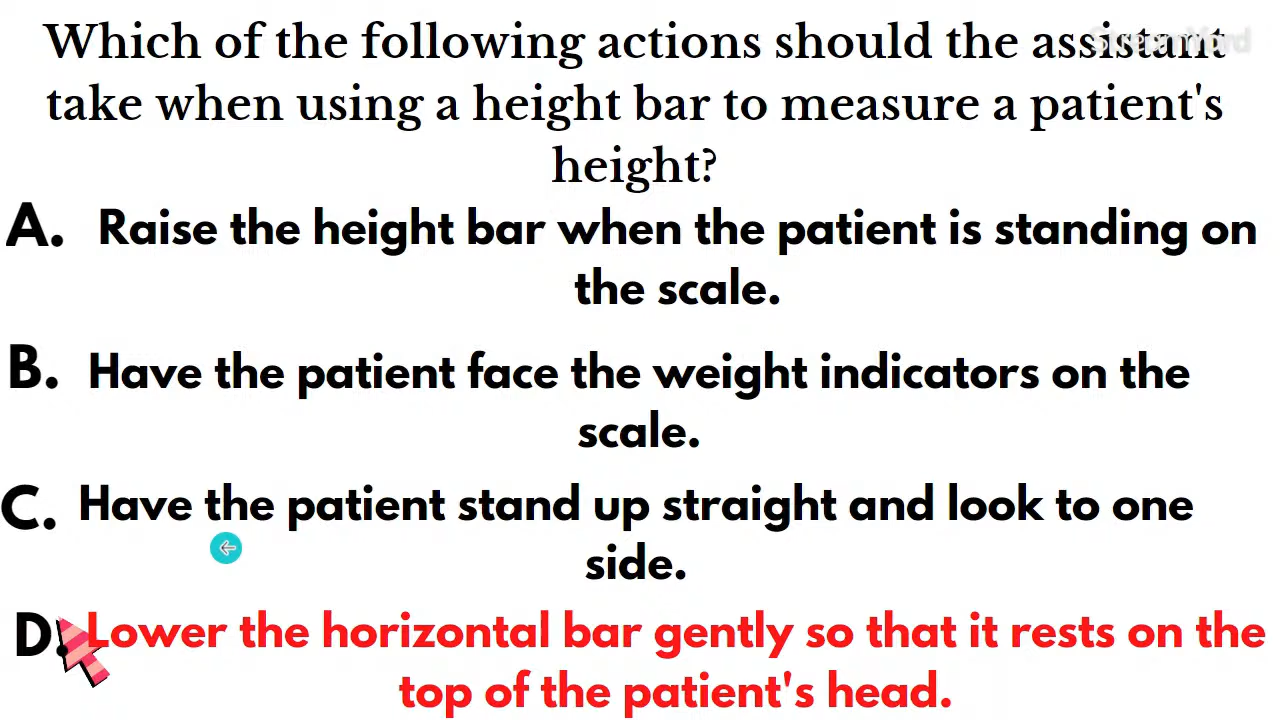 Which of the following actions should the assistant
StreamYard
take when using a height bar to measure a patient's
height?
A. Raise the height bar when the patient is standing on
the scale.
B. Have the patient face the weight indicators on the
scale.
C. Have the patient stand up straight and look to one
side.
D. Lower the horizontal bar gently so that it rests on the
top of the patient's head.